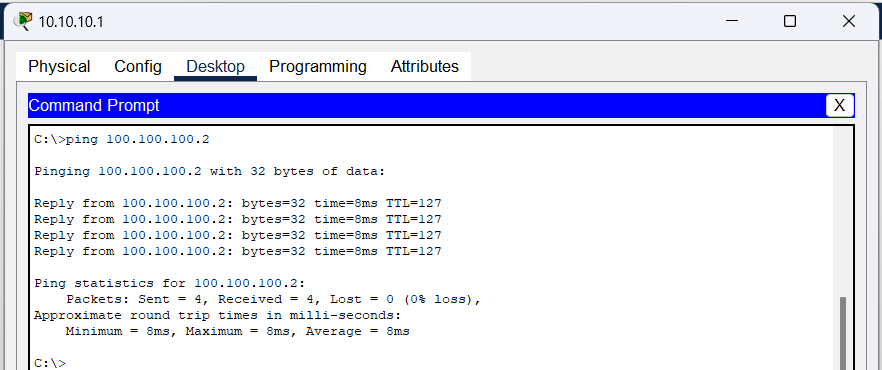 10.10.10.1
Physical Config Desktop Programming Attributes
Command Prompt X
C:\>ping 100.100.100.2
Pinging 100.100.100.2 with 32 bytes of data:
Reply from 100.100.100.2: bytes=32 time=8ms TTL=127
Reply from 100.100.100.2: bytes=32 time=8ms TTL=127
Reply from 100.100.100.2: bytes=32 time=8ms TTL=127
Reply from 100.100.100.2: bytes=32 time=8ms TTL=127
Ping statistics for 100.100.100.2:
    Packets: Sent = 4, Received = 4, Lost = 0 (0% loss),
Approximate round trip times in milli-seconds:
    Minimum = 8ms, Maximum = 8ms, Average = 8ms
C:\>